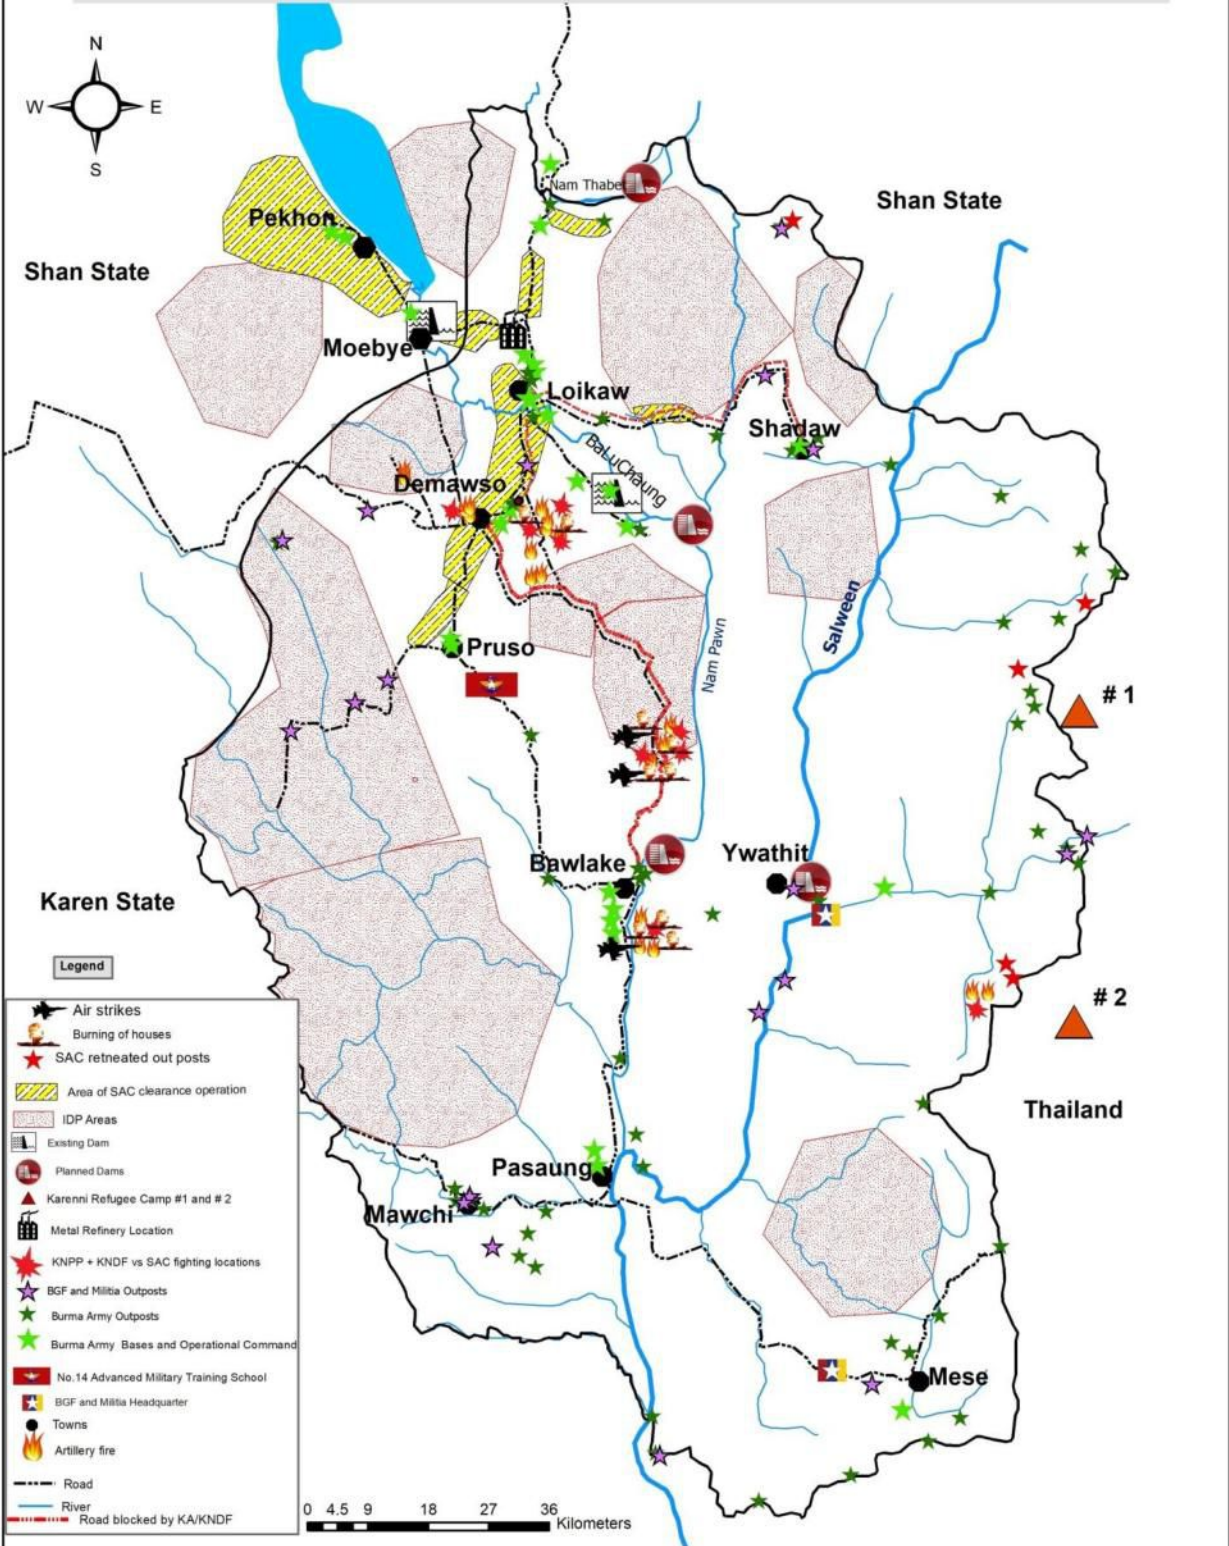 N
W E
S
Nam Thabet
Shan State
Pekhon
Shan State
Moebye
Loikaw
Shadaw
BaLuChaung
Demawso
Salween
Pruso
Nam Pawn
# 1
Bawlake
Ywathit
Karen State
# 2
Thailand
Pasaung
Mawchi
Mese
Legend
Air strikes
Burning of houses
SAC retneated out posts
Area of SAC clearance operation
IDP Areas
Existing Dam
Planned Dams
Karenni Refugee Camp #1 and # 2
Metal Refinery Location
KNPP + KNDF vs SAC fighting locations
BGF and Militia Outposts
Burma Army Outposts
Burma Army Bases and Operational Command
No.14 Advanced Military Training School
BGF and Militia Headquarter
Towns
Artillery fire
Road
River
Road blocked by KA/KNDF
0 4.5 9 18 27 36
Kilometers